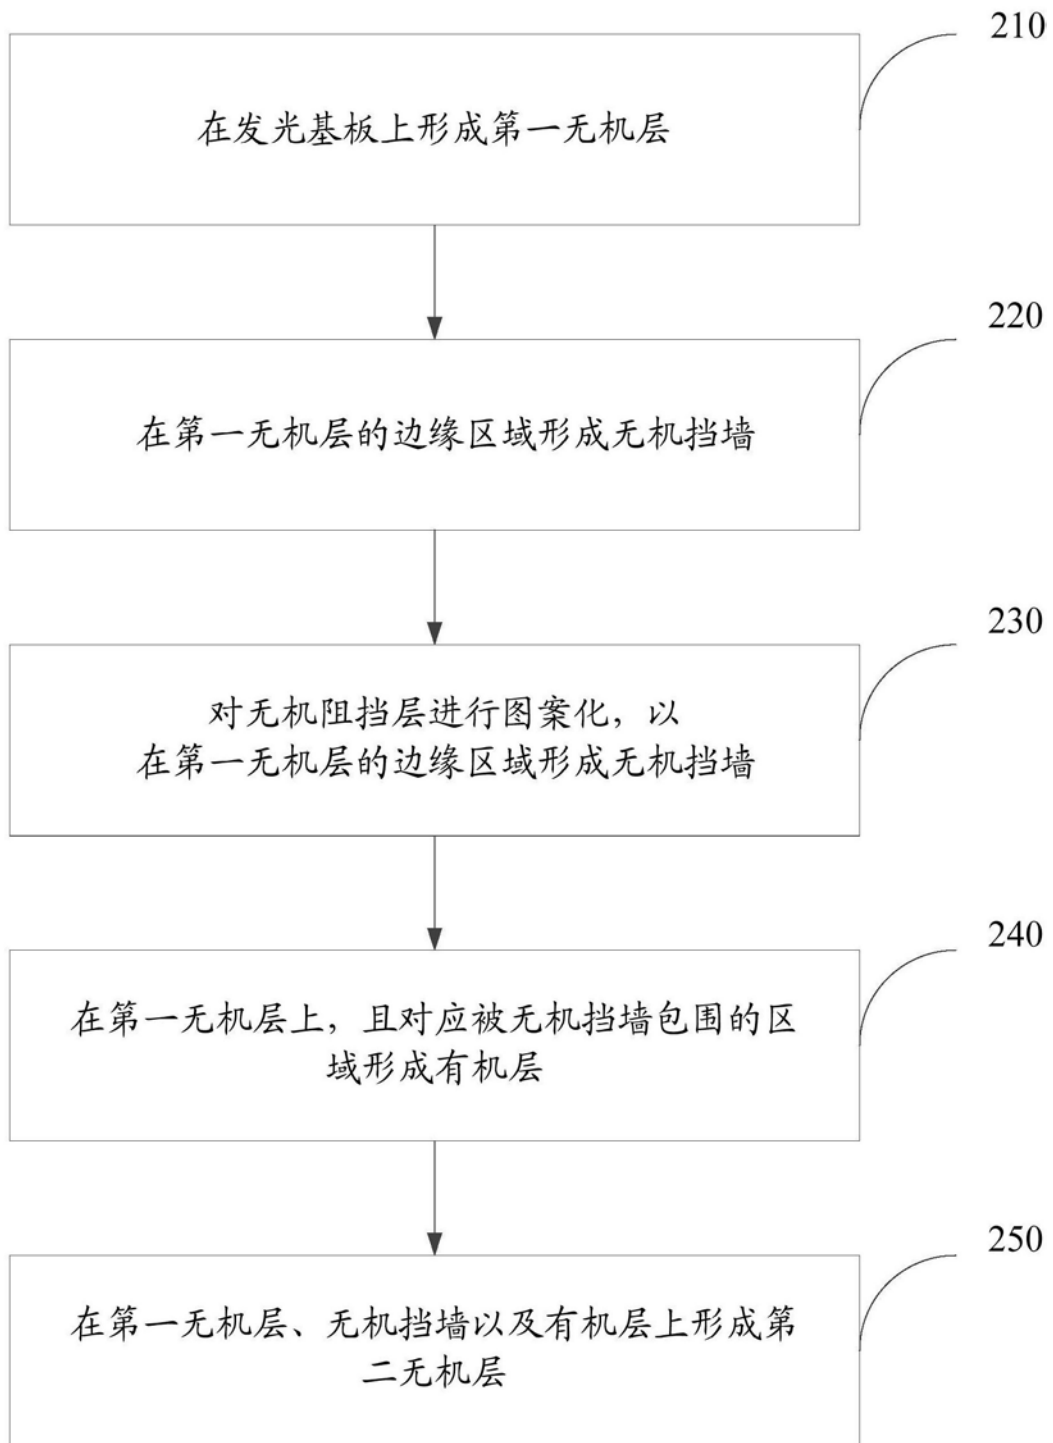 210
在发光基板上形成第一无机层
220
在第一无机层的边缘区域形成无机挡墙
230
对无机阻挡层进行图案化，以
在第一无机层的边缘区域形成无机挡墙
240
在第一无机层上，且对应被无机挡墙包围的区
域形成有机层
250
在第一无机层、无机挡墙以及有机层上形成第
二无机层